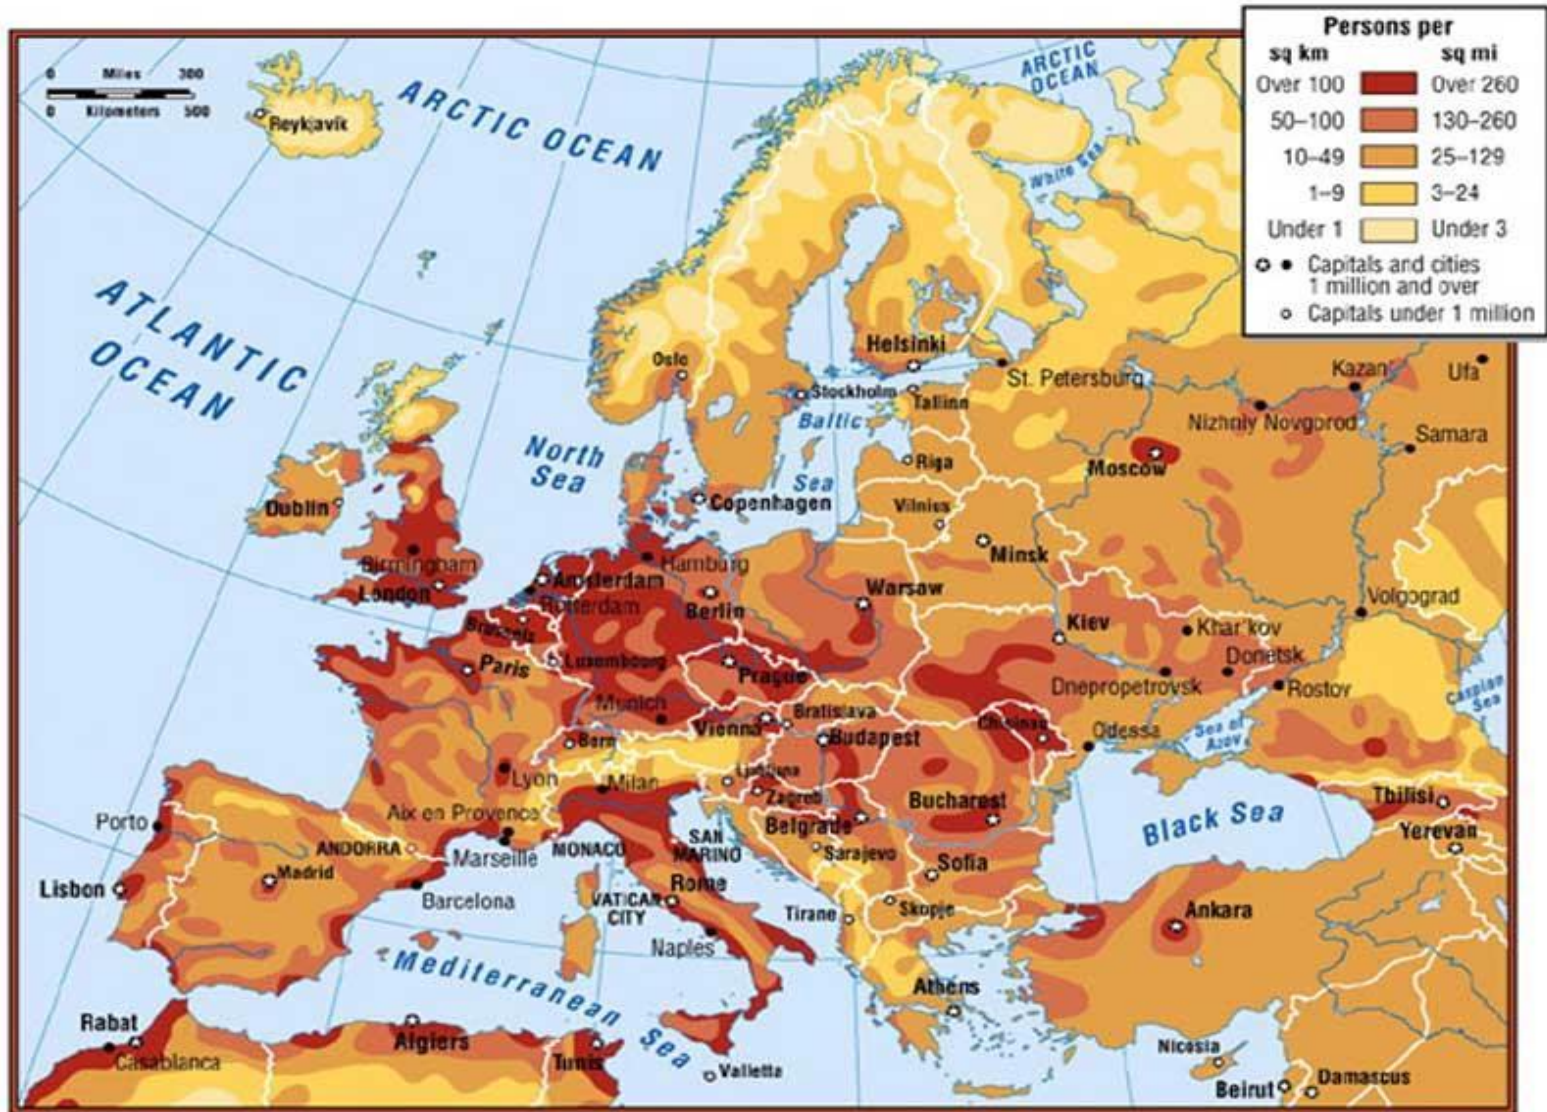 Persons per
sq km sq mi
Over 100 Over 260
50–100 130–260
10–49 25–129
1–9 3–24
Under 1 Under 3
Capitals and cities
1 million and over
Capitals under 1 million
0 Miles 300
0 Kilometers 500
Reykjavik
ARCTIC OCEAN
ARCTIC
OCEAN
White Sea
ATLANTIC
OCEAN
Oslo
Helsinki
Stockholm
Tallinn
St. Petersburg
Kazan'
Ufa
Nizhniy Novgorod
Samara
Baltic
Sea
North
Sea
Riga
Moscow
Dublin
Copenhagen
Vilnius
Minsk
Birmingham
London
Hamburg
Amsterdam
Rotterdam
Berlin
Warsaw
Volgograd
Brussels
Kiev
Khar'kov
Paris
Luxembourg
Prague
Donetsk
Dnepropetrovsk
Rostov
Caspian
Sea
Munich
Vienna
Bratislava
Budapest
Chisinau
Odessa
Sea of
Azov
Bern
Lyon
Milan
Ljubljana
Zagreb
Bucharest
Tbilisi
Porto
Aix en Provence
Belgrade
Black Sea
Yerevan
ANDORRA
Marseille
MONACO
SAN
MARINO
Sarajevo
Sofia
Madrid
Lisbon
Barcelona
Rome
VATICAN
CITY
Tirane
Skopje
Ankara
Naples
Mediterranean Sea
Athens
Rabat
Casablanca
Algiers
Tunis
Valletta
Nicosia
Beirut
Damascus